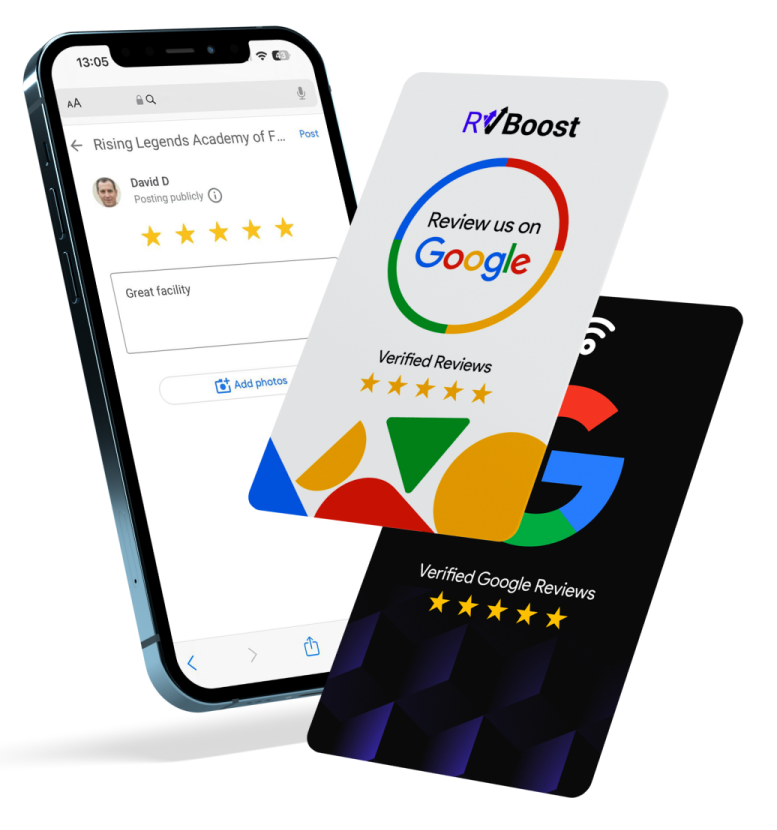 13:05
AA
Rising Legends Academy of F...
Post
David D
Posting publicly
Great facility
Add photos
RVBoost
Review us on
Google
Verified Reviews
G
Verified Google Reviews